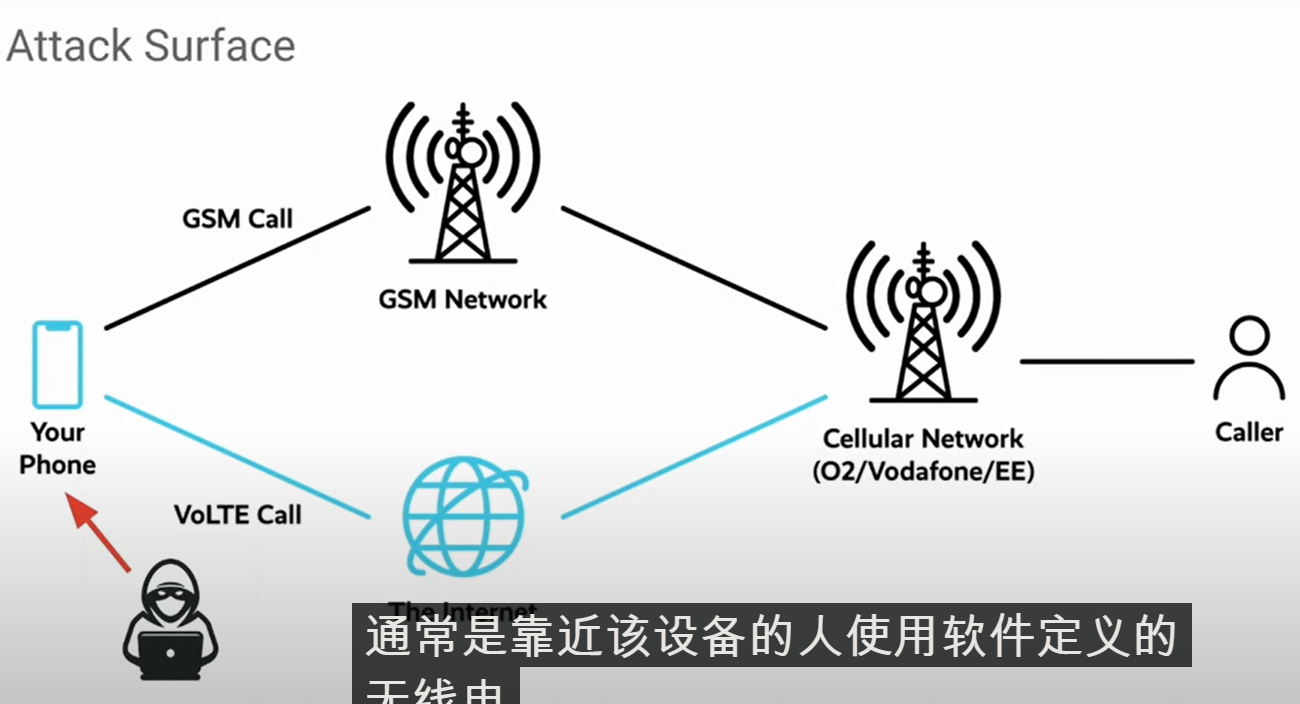 Attack Surface
GSM Call
GSM Network
Your
Phone
Cellular Network
(O2/Vodafone/EE)
Caller
VoLTE Call
The Internet
通常是靠近该设备的人使用软件定义的
无线电